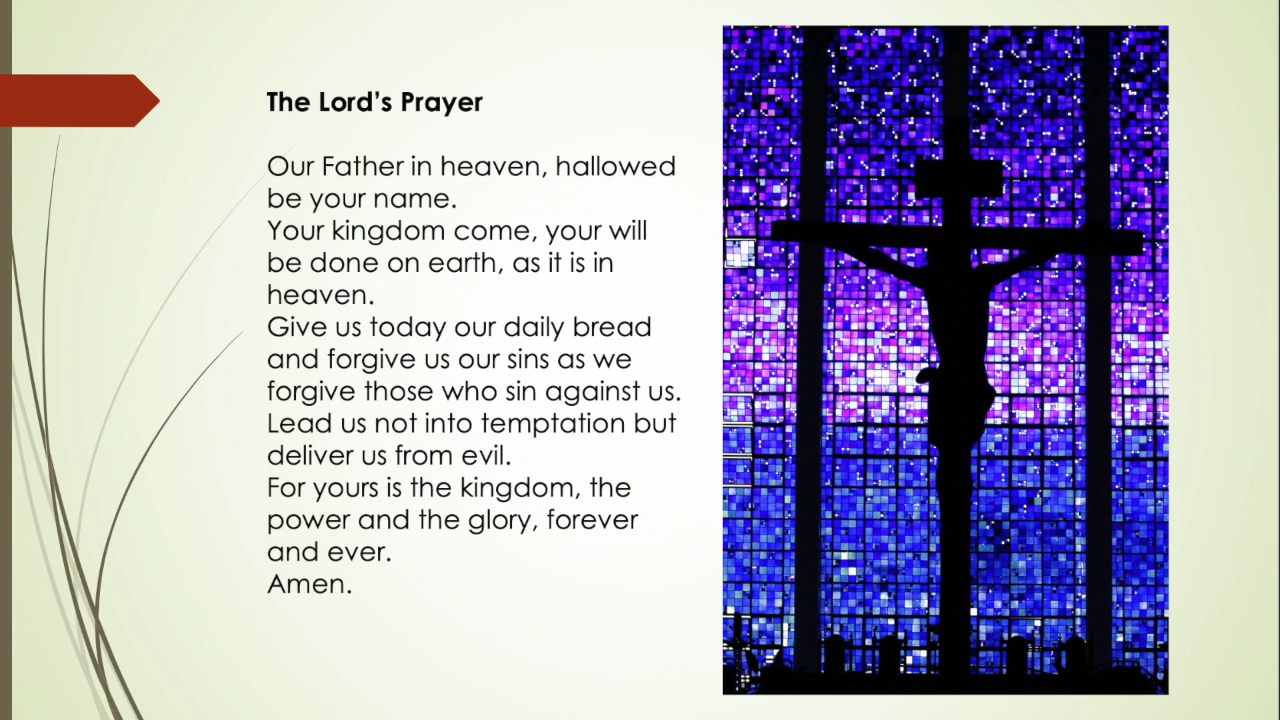 The Lord’s Prayer
Our Father in heaven, hallowed
be your name.
Your kingdom come, your will
be done on earth, as it is in
heaven.
Give us today our daily bread
and forgive us our sins as we
forgive those who sin against us.
Lead us not into temptation but
deliver us from evil.
For yours is the kingdom, the
power and the glory, forever
and ever.
Amen.